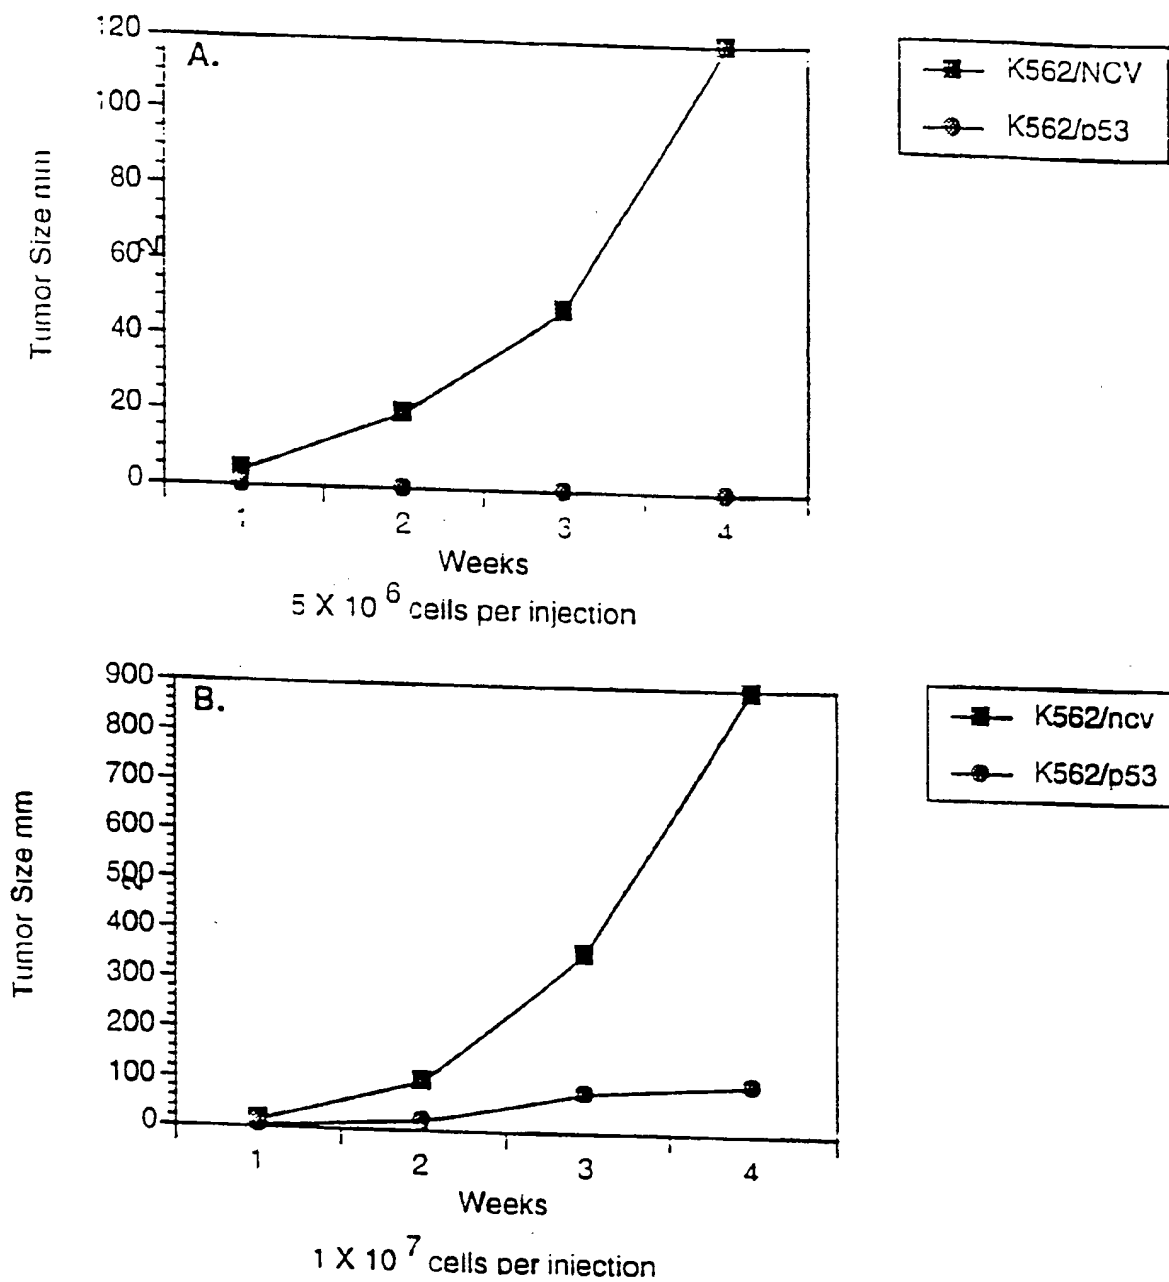 A.
120
100
80
60
40
20
0
Tumor Size mm
2
1 2 3 4
Weeks
5 X 10 6 cells per injection
K562/NCV
K562/p53
B.
900
800
700
600
500
400
300
200
100
0
Tumor Size mm
2
1 2 3 4
Weeks
1 X 10 7 cells per injection
K562/ncv
K562/p53